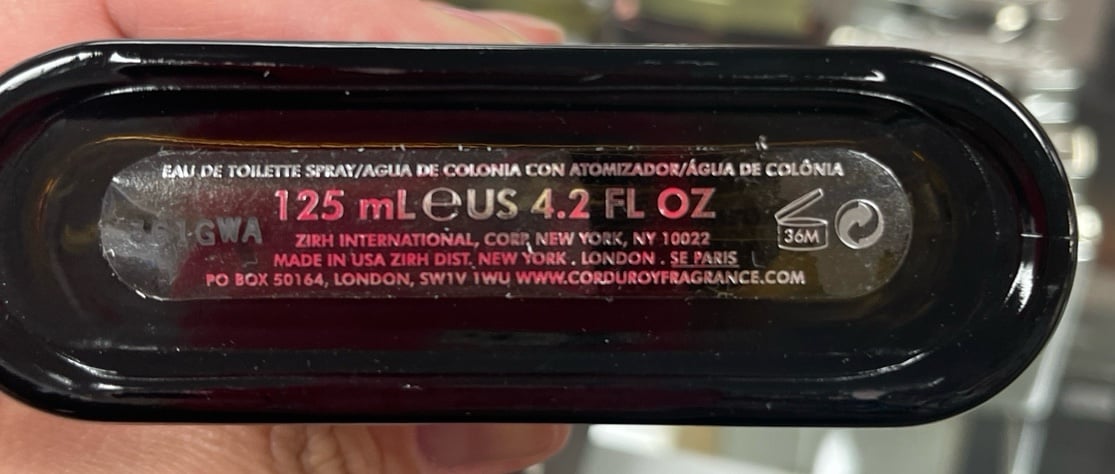 EAU DE TOILETTE SPRAY/AGUA DE COLONIA CON ATOMIZADOR/ÁGUA DE COLÔNIA
125 mL ℮ US 4.2 FL OZ
36M
ZIRH INTERNATIONAL, CORP. NEW YORK, NY 10022
MADE IN USA ZIRH DIST. NEW YORK . LONDON . SE PARIS
PO BOX 50164, LONDON, SW1V 1WU WWW.CORDUROYFRAGRANCE.COM